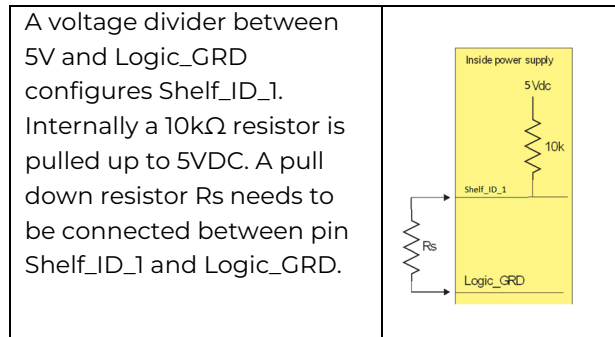 A voltage divider between
5V and Logic_GRD
configures Shelf_ID_1.
Internally a 10kΩ resistor is
pulled up to 5VDC. A pull
down resistor Rs needs to
be connected between pin
Shelf_ID_1 and Logic_GRD.
Inside power supply
5 Vdc
10k
Shelf_ID_1
Rs
Logic_GRD